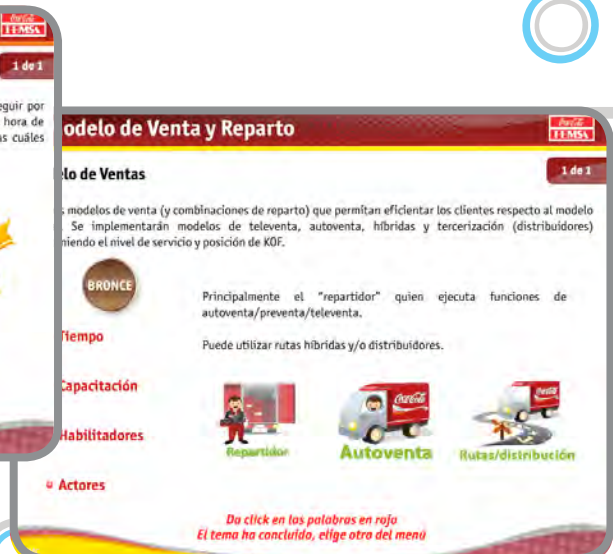 FEMSA
1 de 1
eguir por
hora de
as cuáles
odelo de Venta y Reparto
Coca-Cola
FEMSA
lo de Ventas
1 de 1
s modelos de venta (y combinaciones de reparto) que permitan eficientar los clientes respecto al modelo
. Se implementarán modelos de televenta, autoventa, híbridas y tercerización (distribuidores)
niendo el nivel de servicio y posición de KOF.
BRONCE
Principalmente el "repartidor" quien ejecuta funciones de
autoventa/preventa/televenta.
Tiempo
Puede utilizar rutas híbridas y/o distribuidores.
Capacitación
Coca-Cola
Habilitadores
Repartidor
Autoventa
Rutas/distribución
Actores
Da click en las palabras en rojo
El tema ha concluido, elige otro del menú